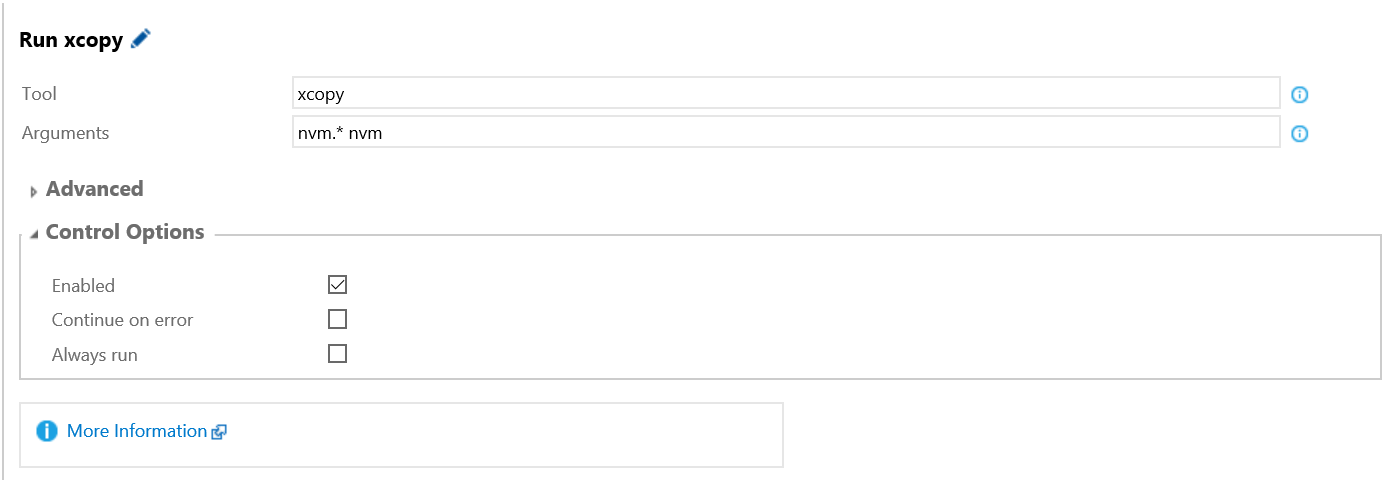 Run xcopy
Tool xcopy
Arguments nvm.* nvm
Advanced
Control Options
Enabled
Continue on error
Always run
More Information